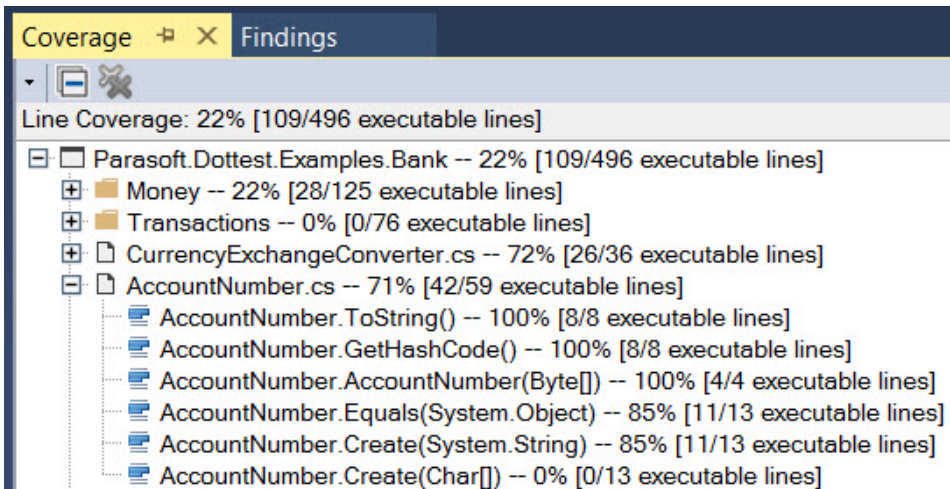 Coverage Findings
Line Coverage: 22% [109/496 executable lines]
Parasoft.Dottest.Examples.Bank -- 22% [109/496 executable lines]
Money -- 22% [28/125 executable lines]
Transactions -- 0% [0/76 executable lines]
CurrencyExchangeConverter.cs -- 72% [26/36 executable lines]
AccountNumber.cs -- 71% [42/59 executable lines]
AccountNumber.ToString() -- 100% [8/8 executable lines]
AccountNumber.GetHashCode() -- 100% [8/8 executable lines]
AccountNumber.AccountNumber(Byte[]) -- 100% [4/4 executable lines]
AccountNumber.Equals(System.Object) -- 85% [11/13 executable lines]
AccountNumber.Create(System.String) -- 85% [11/13 executable lines]
AccountNumber.Create(Char[]) -- 0% [0/13 executable lines]